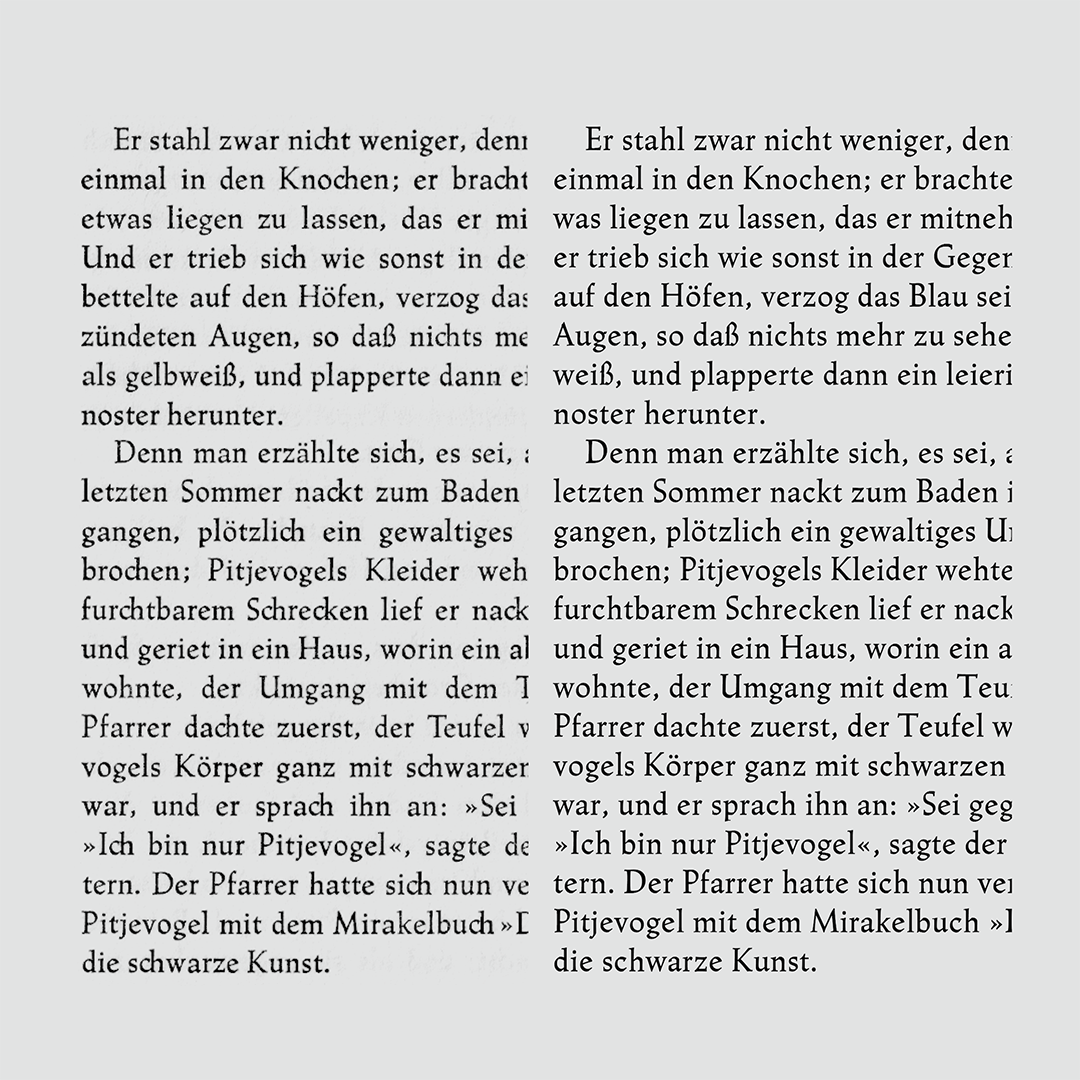 Er stahl zwar nicht weniger, denn
einmal in den Knochen; er bracht
etwas liegen zu lassen, das er mi
Und er trieb sich wie sonst in de
bettelte auf den Höfen, verzog das
zündeten Augen, so daß nichts me
als gelbweiß, und plapperte dann ei
noster herunter.
Denn man erzählte sich, es sei,
letzten Sommer nackt zum Baden
gangen, plötzlich ein gewaltiges
brochen; Pitjevogels Kleider weh
furchtbarem Schrecken lief er nack
und geriet in ein Haus, worin ein al
wohnte, der Umgang mit dem T
Pfarrer dachte zuerst, der Teufel
vogels Körper ganz mit schwarzen
war, und er sprach ihn an: »Sei
»Ich bin nur Pitjevogel«, sagte de
tern. Der Pfarrer hatte sich nun ve
Pitjevogel mit dem Mirakelbuch »D
die schwarze Kunst.
Er stahl zwar nicht weniger, den
einmal in den Knochen; er brachte
was liegen zu lassen, das er mitneh
er trieb sich wie sonst in der Gegen
auf den Höfen, verzog das Blau sei
Augen, so daß nichts mehr zu sehe
weiß, und plapperte dann ein leieri
noster herunter.
Denn man erzählte sich, es sei,
letzten Sommer nackt zum Baden i
gangen, plötzlich ein gewaltiges Un
brochen; Pitjevogels Kleider wehte
furchtbarem Schrecken lief er nack
und geriet in ein Haus, worin ein a
wohnte, der Umgang mit dem Teu
Pfarrer dachte zuerst, der Teufel w
vogels Körper ganz mit schwarzen
war, und er sprach ihn an: »Sei geg
»Ich bin nur Pitjevogel«, sagte der
tern. Der Pfarrer hatte sich nun ver
Pitjevogel mit dem Mirakelbuch »D
die schwarze Kunst.